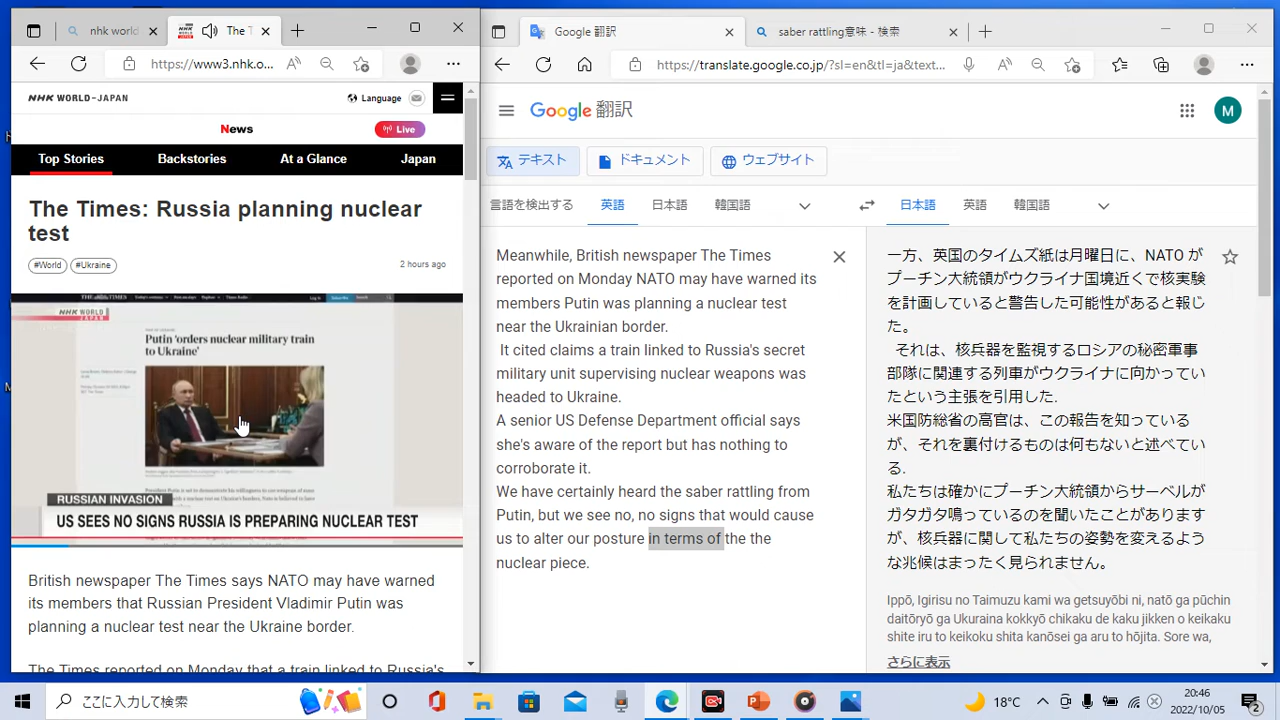 nhk world
The T
https://www3.nhk.o...
NHK WORLD-JAPAN
Language
News
Live
Top Stories
Backstories
At a Glance
Japan
The Times: Russia planning nuclear
test
#World
#Ukraine
2 hours ago
THE TIMES
NHK WORLD
JAPAN
Putin 'orders nuclear military train
to Ukraine'
RUSSIAN INVASION
US SEES NO SIGNS RUSSIA IS PREPARING NUCLEAR TEST
British newspaper The Times says NATO may have warned
its members that Russian President Vladimir Putin was
planning a nuclear test near the Ukraine border.
The Times reported on Monday that a train linked to Russia's
Google 翻訳
saber rattling意味 - 検索
https://translate.google.co.jp/?sl=en&tl=ja&text...
Google 翻訳
M
テキスト
ドキュメント
ウェブサイト
言語を検出する
英語
日本語
韓国語
日本語
英語
韓国語
Meanwhile, British newspaper The Times
reported on Monday NATO may have warned its
members Putin was planning a nuclear test
near the Ukrainian border.
It cited claims a train linked to Russia's secret
military unit supervising nuclear weapons was
headed to Ukraine.
A senior US Defense Department official says
she's aware of the report but has nothing to
corroborate it.
We have certainly heard the saber rattling from
Putin, but we see no, no signs that would cause
us to alter our posture in terms of the the
nuclear piece.
一方、英国のタイムズ紙は月曜日に、NATO が
プーチン大統領がウクライナ国境近くで核実験
を計画していると警告した可能性があると報じ
た。
それは、核兵器を監視するロシアの秘密軍事
部隊に関連する列車がウクライナに向かってい
たという主張を引用した.
米国防総省の高官は、この報告を知っている
が、それを裏付けるものは何もないと述べてい
る.
私たちは確かにプーチン大統領からサーベルが
ガタガタ鳴っているのを聞いたことがあります
が、核兵器に関して私たちの姿勢を変えるよう
な兆候はまったく見られません。
Ippō, Igirisu no Taimuzu kami wa getsuyōbi ni, natō ga pūchin
daitōryō ga Ukuraina kokkyō chikaku de kaku jikken o keikaku
shite iru to keikoku shita kanōsei ga aru to hōjita. Sore wa,
さらに表示
ここに入力して検索
18℃
20:46
2022/10/05
2